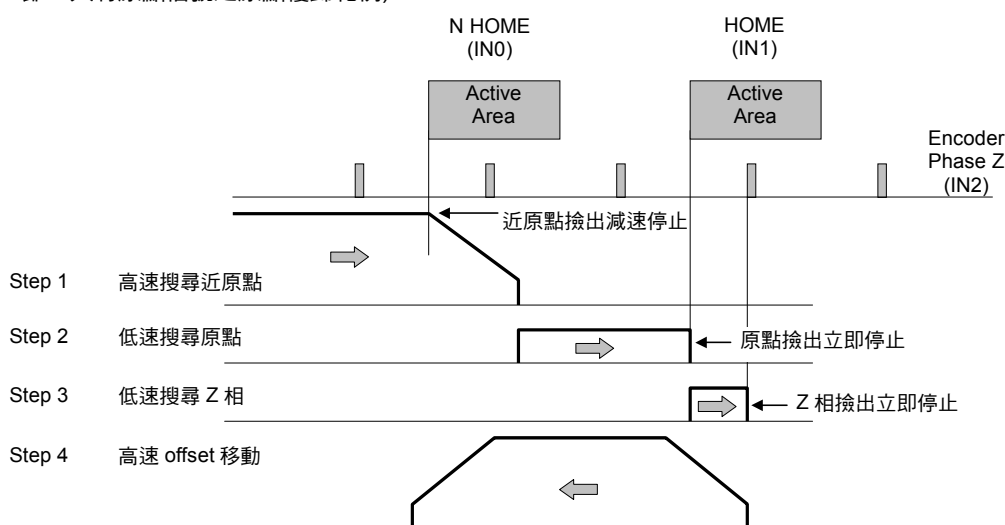 N HOME
(IN0)
HOME
(IN1)
Active
Area
Active
Area
Encoder
Phase Z
(IN2)
近原點撿出減速停止
Step 1 高速搜尋近原點
Step 2 低速搜尋原點
原點撿出立即停止
Step 3 低速搜尋 Z 相
Z 相撿出立即停止
Step 4 高速 offset 移動